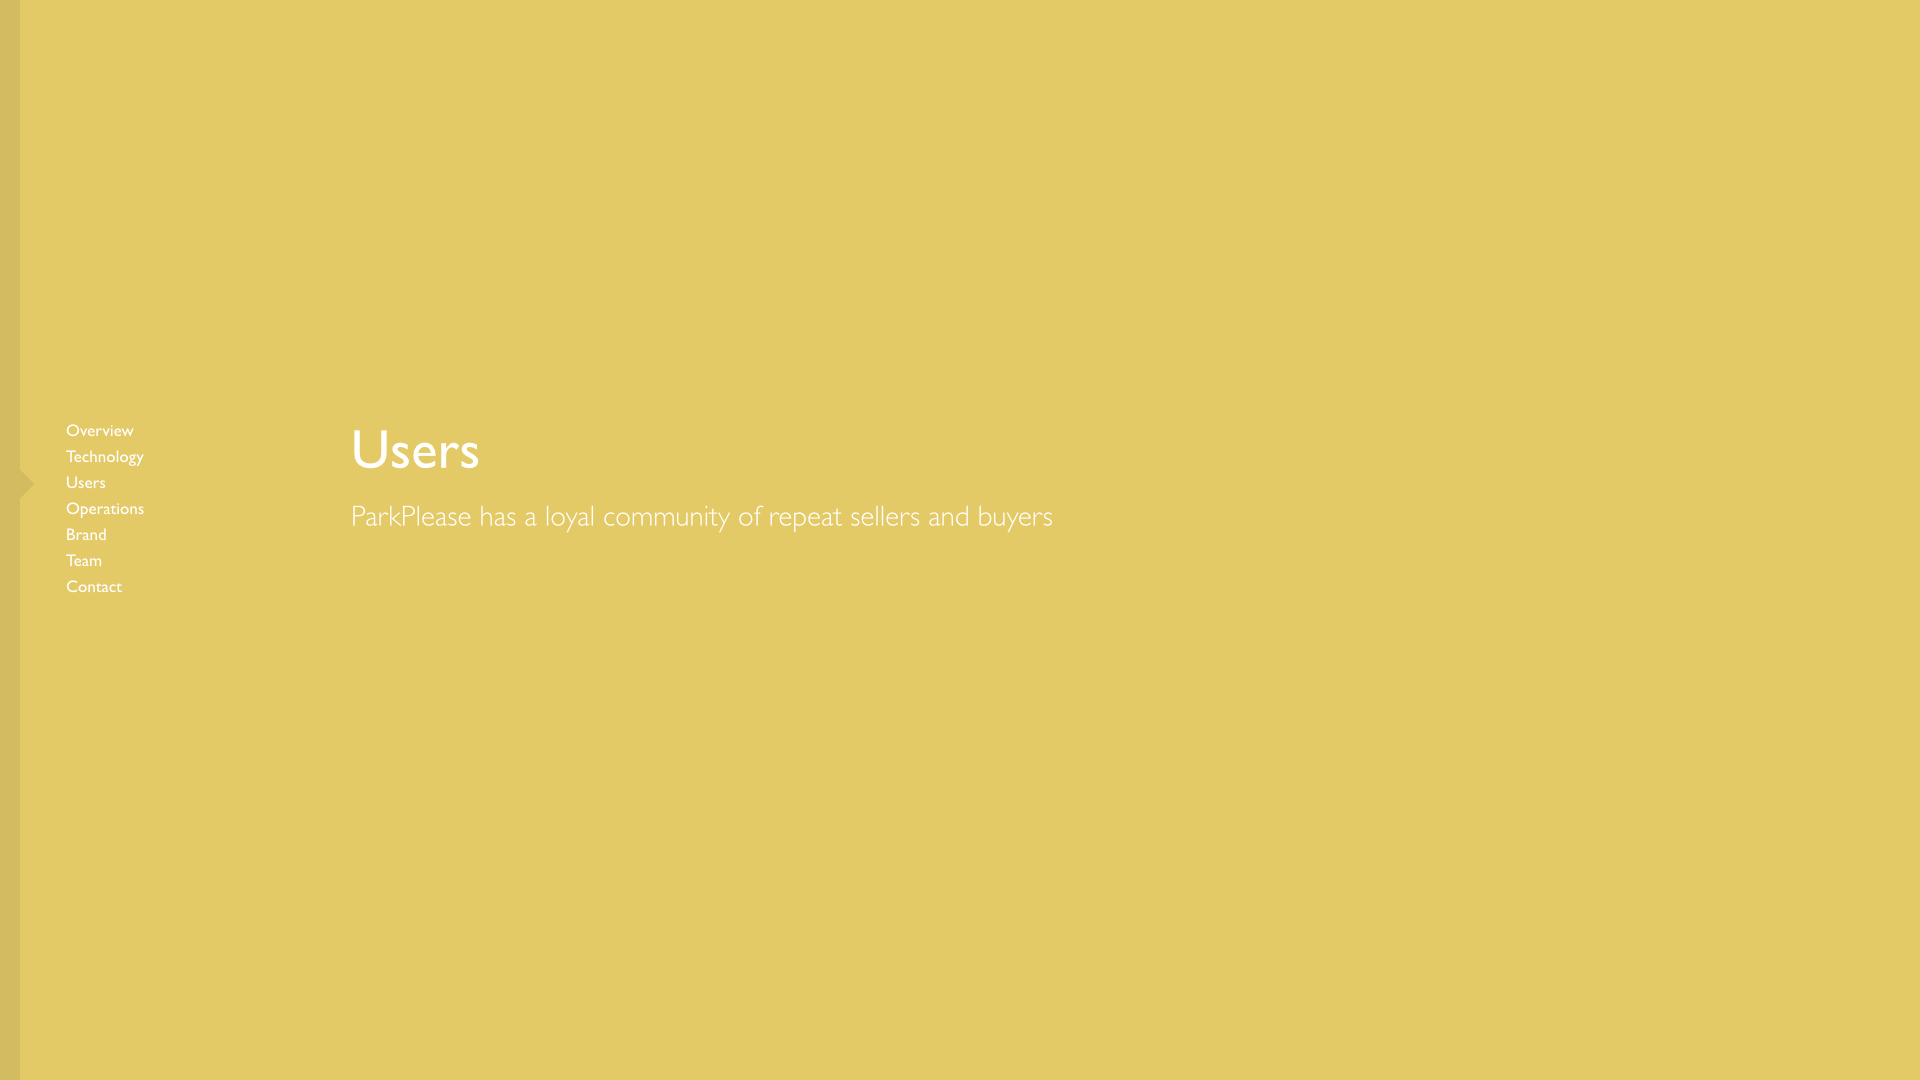 Overview
Technology
Users
Operations
Brand
Team
Contact
Users
ParkPlease has a loyal community of repeat sellers and buyers